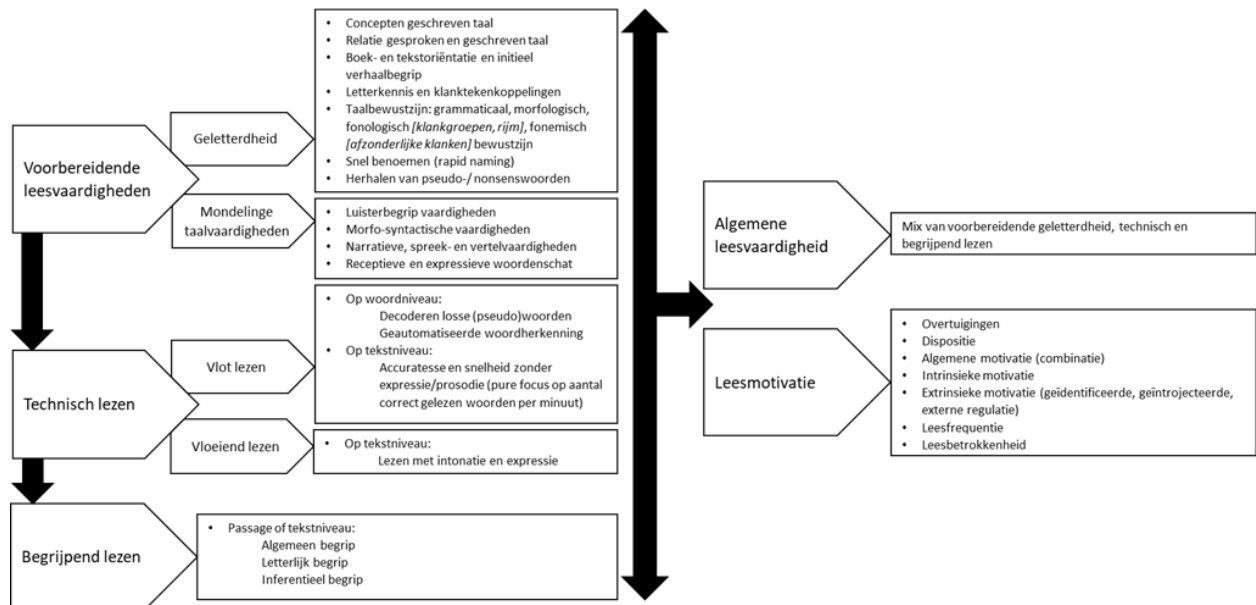 • Concepten geschreven taal
• Relatie gesproken en geschreven taal
• Boek- en tekstoriëntatie en initieel
verhaalbegrip
• Letterkennis en klanktekenkoppelingen
• Taalbewustzijn: grammaticaal, morfologisch,
fonologisch [klankgroepen, rijm], fonemisch
[afzonderlijke klanken] bewustzijn
• Snel benoemen (rapid naming)
• Herhalen van pseudo-/ nonsenswoorden
Geletterdheid
Voorbereidende
leesvaardigheden
Mondelinge
taalvaardigheden
• Luisterbegrip vaardigheden
• Morfo-syntactische vaardigheden
• Narratieve, spreek- en vertelvaardigheden
• Receptieve en expressieve woordenschat
• Op woordniveau:
Decoderen losse (pseudo)woorden
Geautomatiseerde woordherkenning
• Op tekstniveau:
Accuratesse en snelheid zonder
expressie/prosodie (pure focus op aantal
correct gelezen woorden per minuut)
Vlot lezen
Technisch lezen
Vloeiend lezen
• Op tekstniveau:
Lezen met intonatie en expressie
Begrijpend lezen
• Passage of tekstniveau:
Algemeen begrip
Letterlijk begrip
Inferentieel begrip
Algemene
leesvaardigheid
Mix van voorbereidende geletterdheid, technisch en
begrijpend lezen
Leesmotivatie
• Overtuigingen
• Dispositie
• Algemene motivatie (combinatie)
• Intrinsieke motivatie
• Extrinsieke motivatie (geïdentificeerde, geïntrojecteerde,
externe regulatie)
• Leesfrequentie
• Leesbetrokkenheid